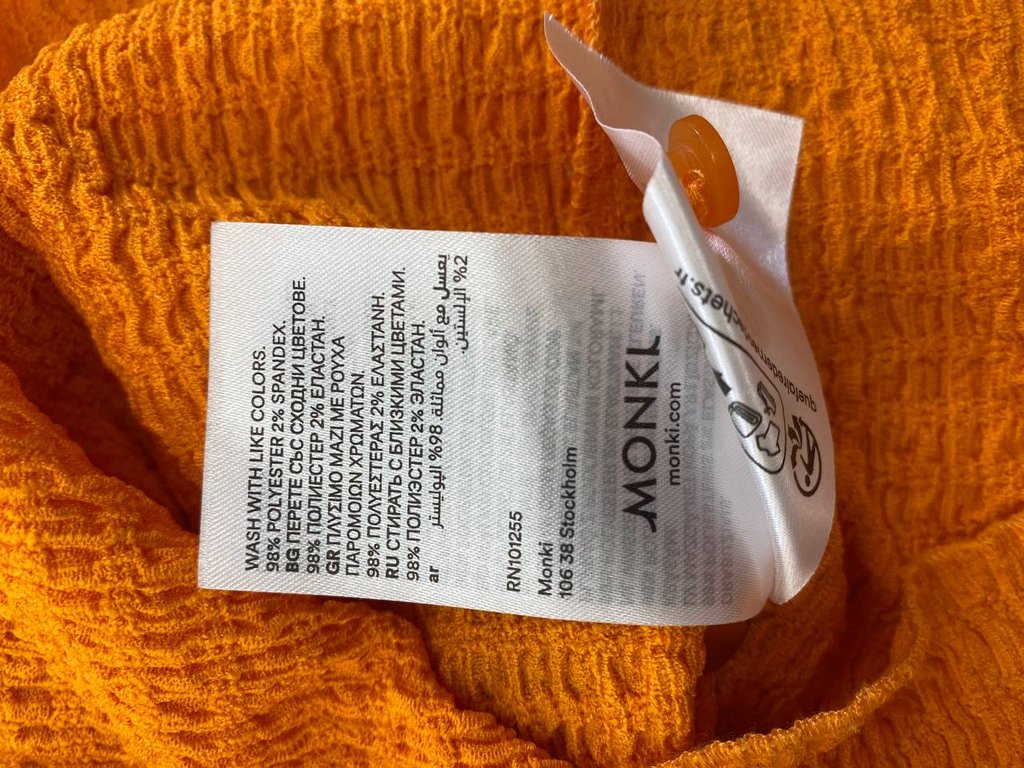 WASH WITH LIKE COLORS.
98% POLYESTER 2% SPANDEX.
BG ПЕРЕТЕ СЪС СХОДНИ ЦВЕТОВЕ.
98% ПОЛИЕСТЕР 2% ЕЛАСТАН.
GR ΠΛΥΣΙΜΟ ΜΑΖΙ ΜΕ ΡΟΥΧΑ
ΠΑΡΟΜΟΙΩΝ ΧΡΩΜΑΤΩΝ.
98% ΠΟΛΥΕΣΤΕΡΑΣ 2% ΕΛΑΣΤΑΝΗ.
RU СТИРАТЬ С БЛИЗКИМИ ЦВЕТАМИ.
98% ПОЛИЭСТЕР 2% ЭЛАСТАН.
ar يغسل مع ألوان مماثلة. 98% البوليستر
2% الإلستين.
RN101255
Monki
106 38 Stockholm
MONKI
monki.com